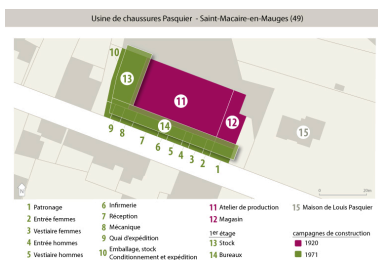 Usine de chaussures Pasquier - Saint-Macaire-en-Mauges (49)
10
13
11
12
14
15
9 8 7 6 5 4 3 2 1
N
0 20m
1 Patronage
2 Entrée femmes
3 Vestiaire femmes
4 Entrée hommes
5 Vestiaire hommes
6 Infirmerie
7 Réception
8 Mécanique
9 Quai d'expédition
10 Emballage, stock
Conditionnement et expédition
11 Atelier de production
12 Magasin
1er étage
13 Stock
14 Bureaux
15 Maison de Louis Pasquier
campagnes de construction
1920
1971